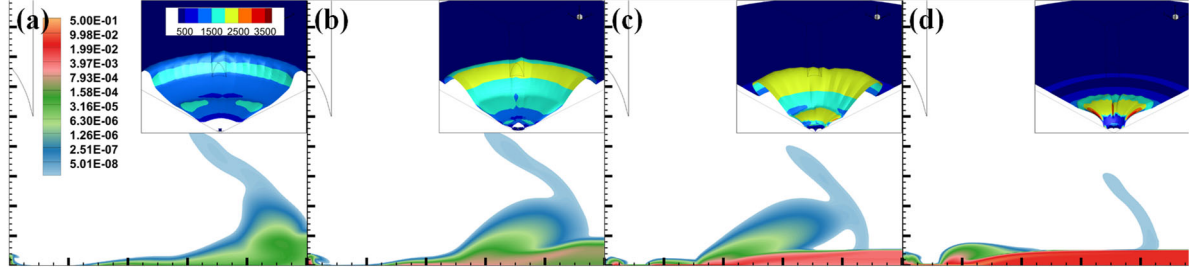 (a)
5.00E-01
9.98E-02
1.99E-02
3.97E-03
7.93E-04
1.58E-04
3.16E-05
6.30E-06
1.26E-06
2.51E-07
5.01E-08
500 1500 2500 3500
(b)
(c)
(d)